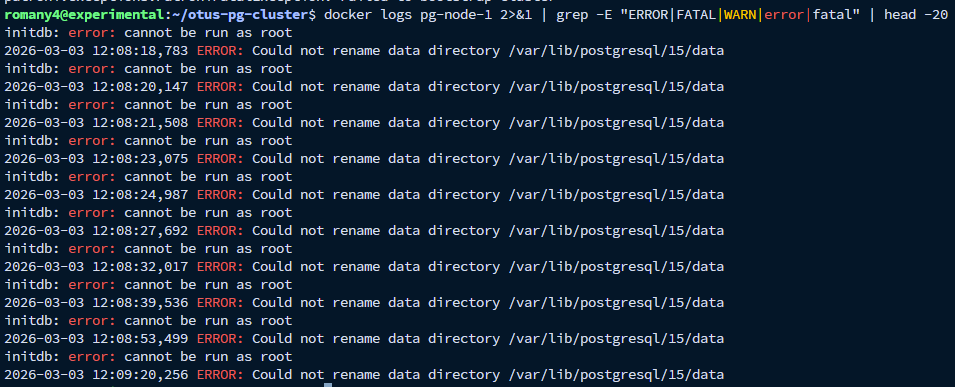 romany4@experimental:~/otus-pg-cluster$ docker logs pg-node-1 2>&1 | grep -E "ERROR|FATAL|WARN|error|fatal" | head -20
initdb: error: cannot be run as root
2026-03-03 12:08:18,783 ERROR: Could not rename data directory /var/lib/postgresql/15/data
initdb: error: cannot be run as root
2026-03-03 12:08:20,147 ERROR: Could not rename data directory /var/lib/postgresql/15/data
initdb: error: cannot be run as root
2026-03-03 12:08:21,508 ERROR: Could not rename data directory /var/lib/postgresql/15/data
initdb: error: cannot be run as root
2026-03-03 12:08:23,075 ERROR: Could not rename data directory /var/lib/postgresql/15/data
initdb: error: cannot be run as root
2026-03-03 12:08:24,987 ERROR: Could not rename data directory /var/lib/postgresql/15/data
initdb: error: cannot be run as root
2026-03-03 12:08:27,692 ERROR: Could not rename data directory /var/lib/postgresql/15/data
initdb: error: cannot be run as root
2026-03-03 12:08:32,017 ERROR: Could not rename data directory /var/lib/postgresql/15/data
initdb: error: cannot be run as root
2026-03-03 12:08:39,536 ERROR: Could not rename data directory /var/lib/postgresql/15/data
initdb: error: cannot be run as root
2026-03-03 12:08:53,499 ERROR: Could not rename data directory /var/lib/postgresql/15/data
initdb: error: cannot be run as root
2026-03-03 12:09:20,256 ERROR: Could not rename data directory /var/lib/postgresql/15/data